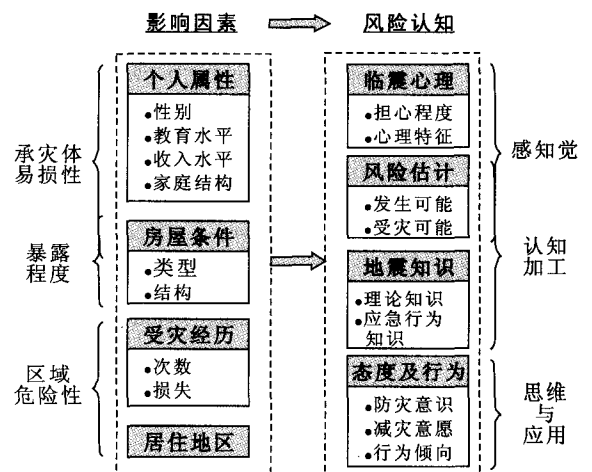 影响因素
风险认知
承灾体
易损性
暴露
程度
区域
危险性
个人属性
•性别
•教育水平
•收入水平
•家庭结构
房屋条件
•类型
•结构
受灾经历
•次数
•损失
居住地区
临震心理
•担心程度
•心理特征
风险估计
•发生可能
•受灾可能
地震知识
•理论知识
•应急行为
知识
态度及行为
•防灾意识
•减灾意愿
•行为倾向
感知觉
认知
加工
思维
与
应用